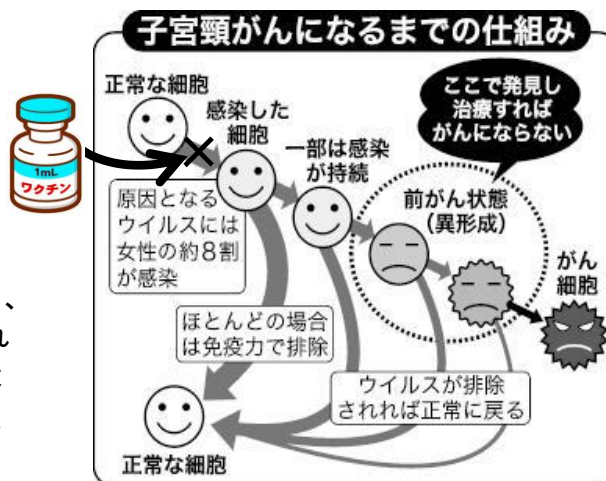 子宮頸がんになるまでの仕組み
正常な細胞
感染した
細胞
一部は感染
が持続
ここで発見し
治療すれば
がんにならない
前がん状態
(異形成)
がん
細胞
1mL
ワクチン
原因となる
ウイルスには
女性の約8割
が感染
ほとんどの場合
は免疫力で排除
ウイルスが排除
されれば正常に戻る
正常な細胞
、
れ